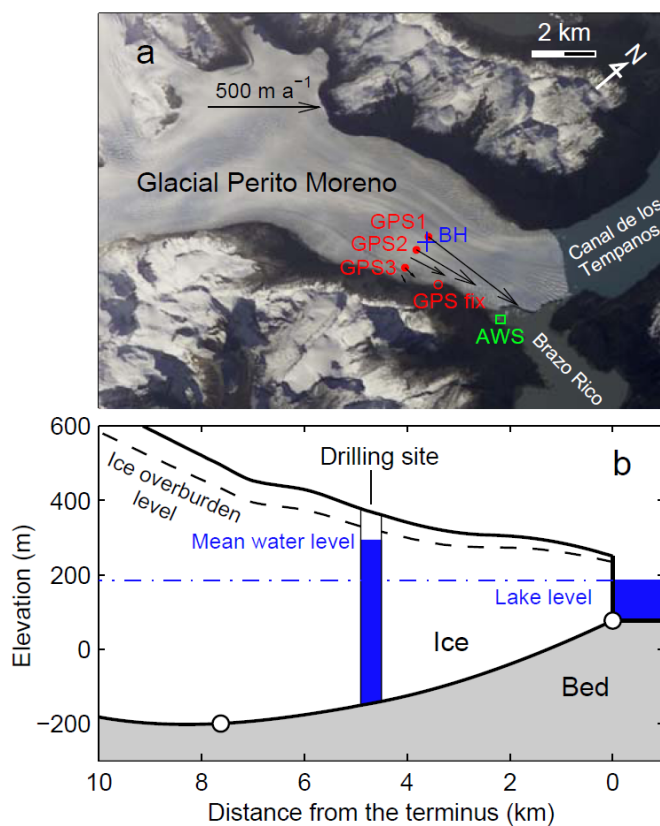 a
2 km
N
500 m a⁻¹
Glacial Perito Moreno
GPS1
BH
GPS2
GPS3
GPS fix
AWS
Canal de los
Tempanos
Brazo Rico
b
600
400
200
0
−200
Elevation (m)
Drilling site
Ice overburden
level
Mean water level
Lake level
Ice
Bed
10 8 6 4 2 0
Distance from the terminus (km)